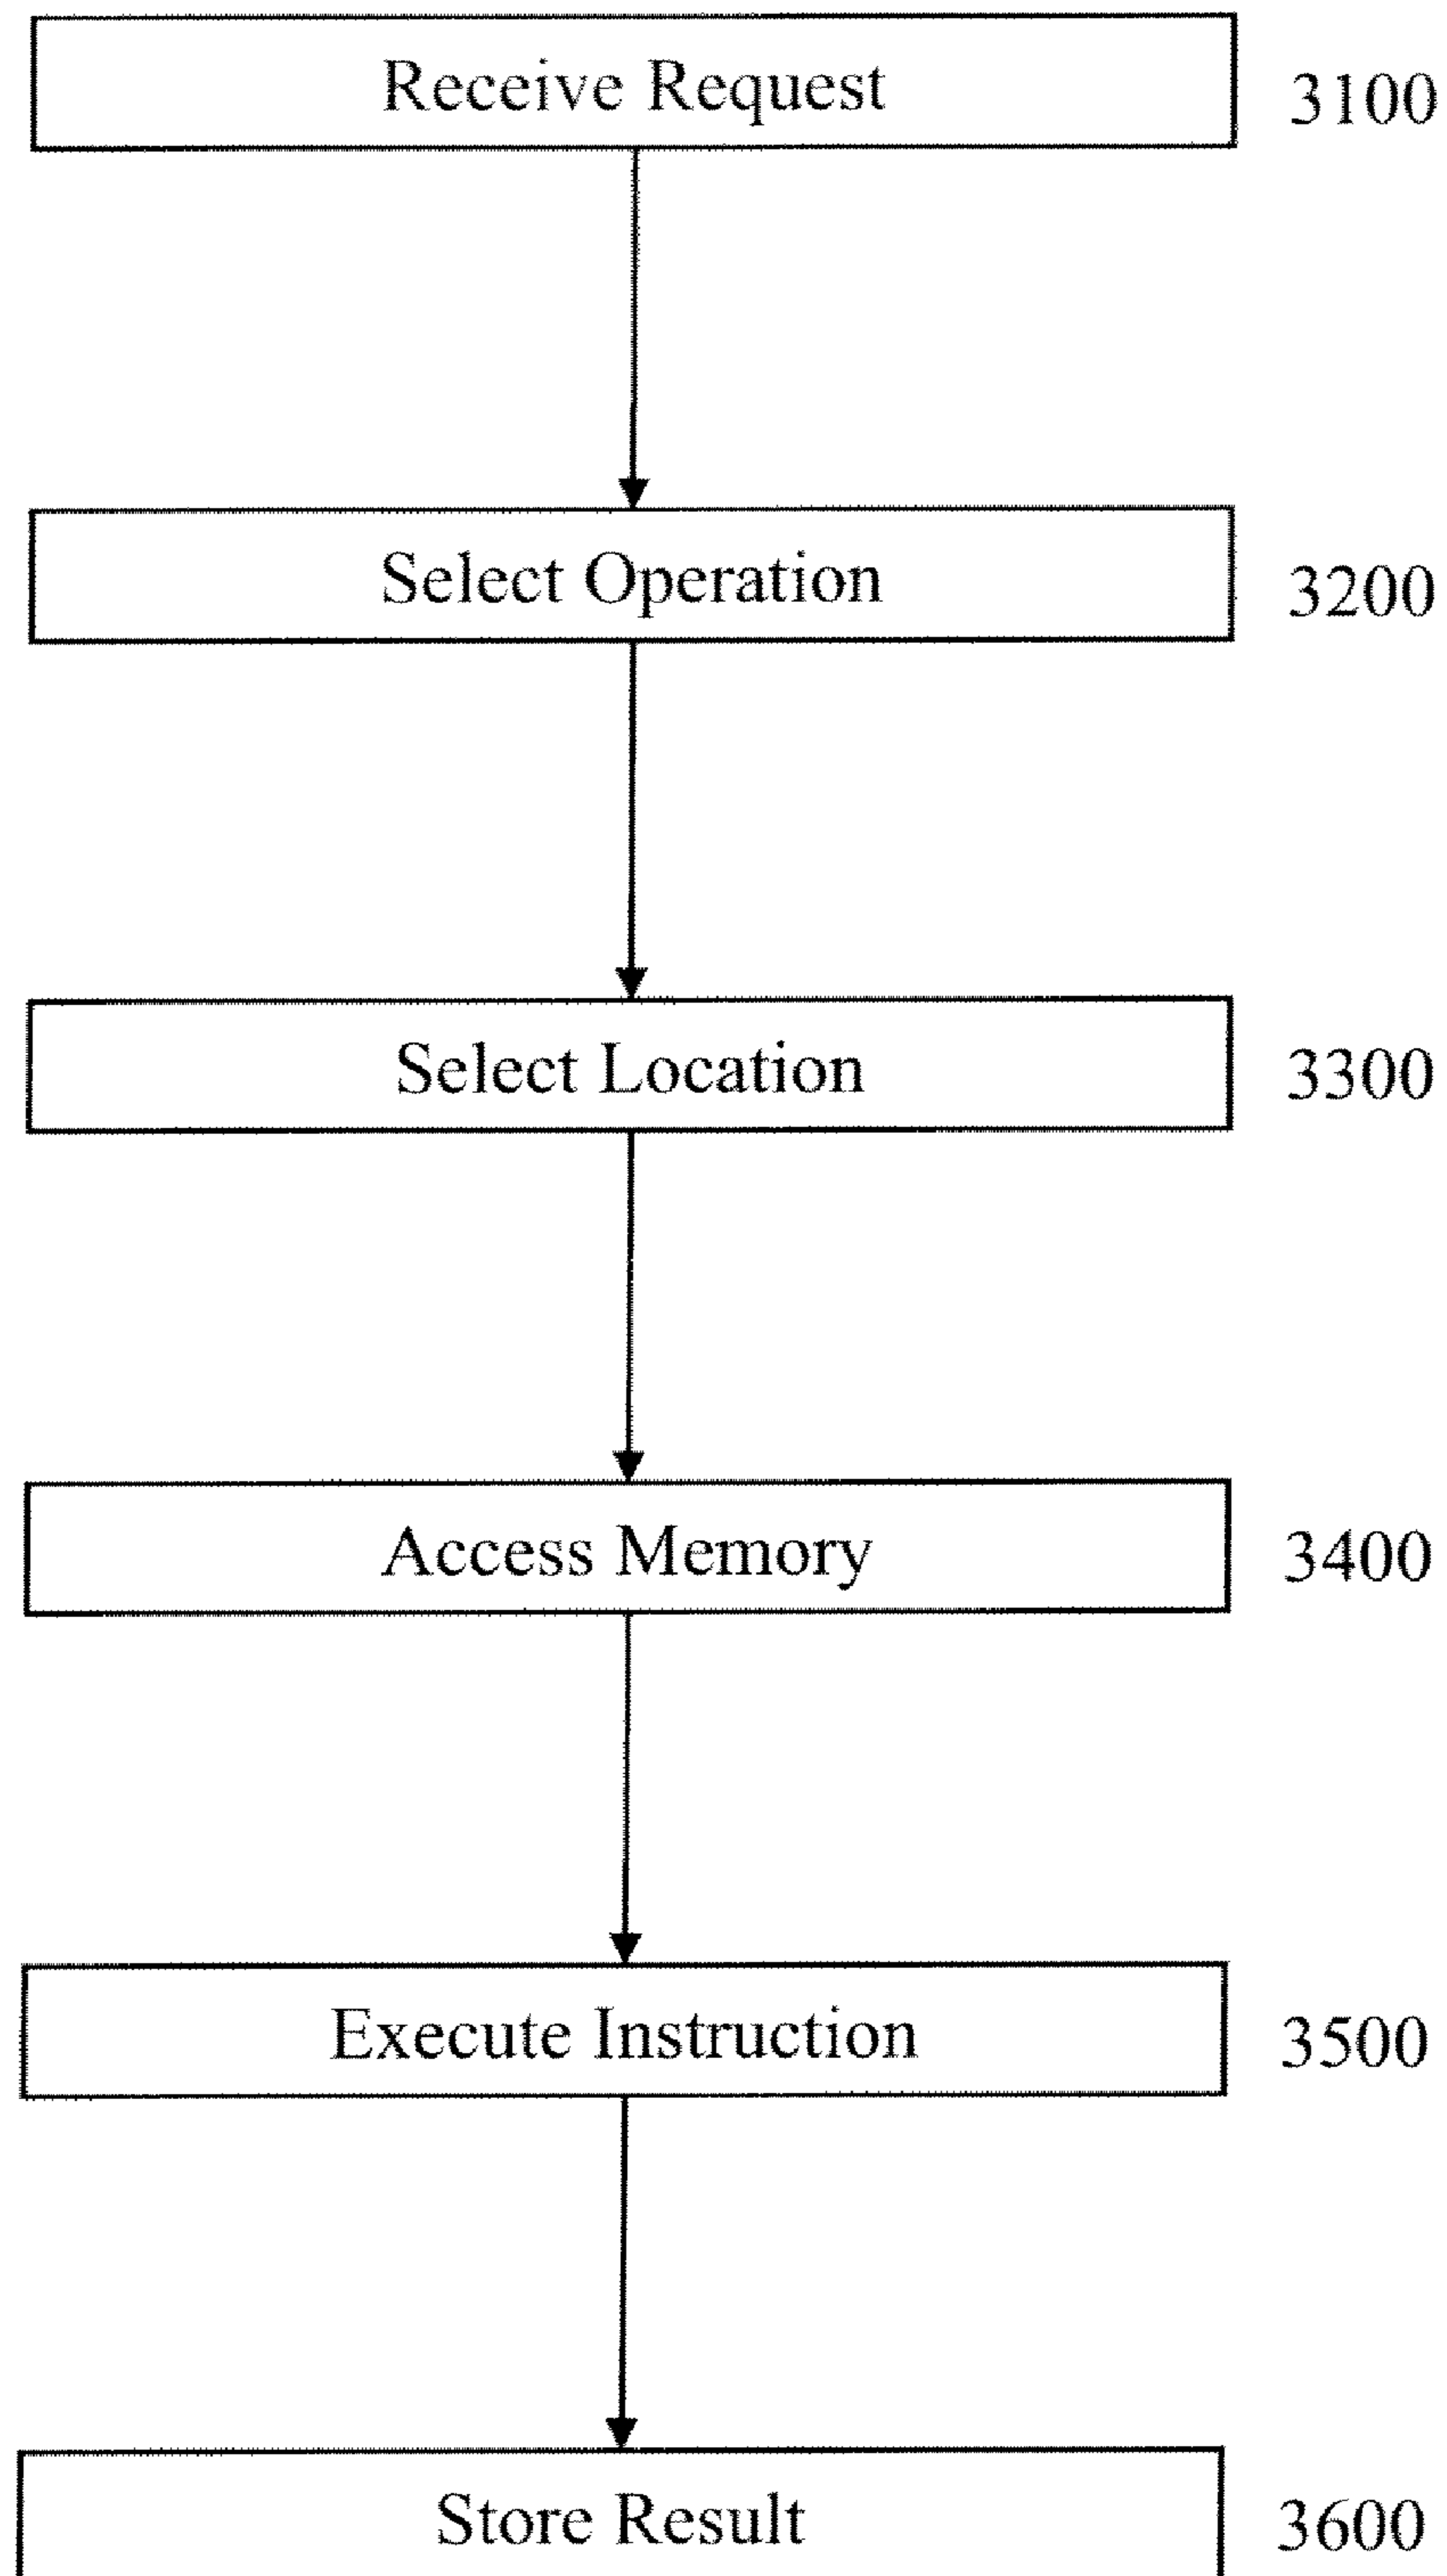 Receive Request 3100
Select Operation 3200
Select Location 3300
Access Memory 3400
Execute Instruction 3500
Store Result 3600